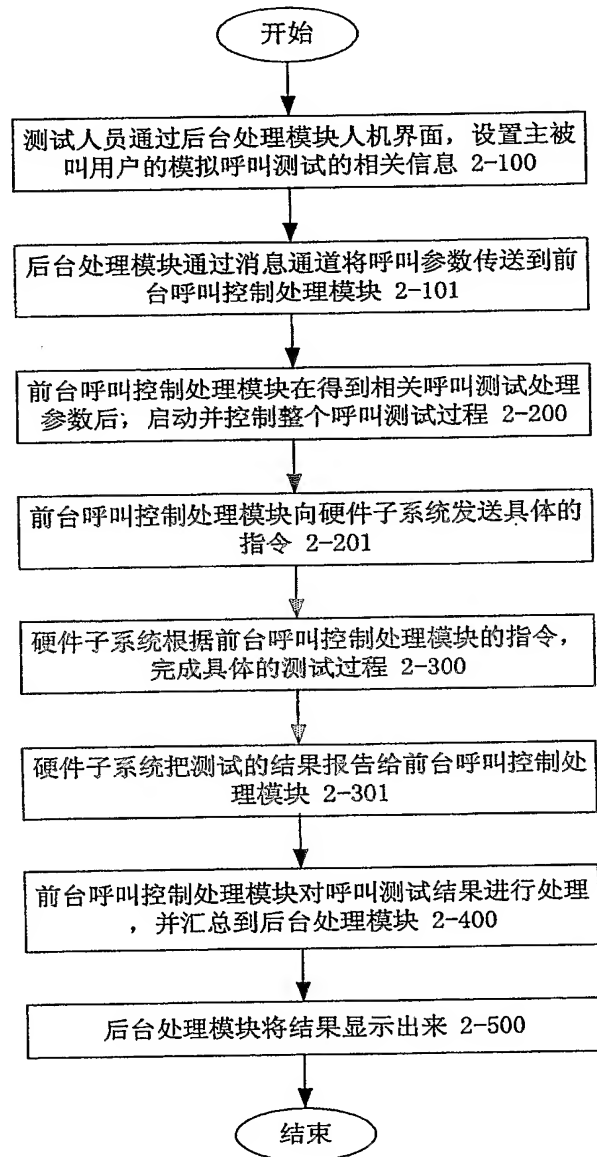 开始
测试人员通过后台处理模块人机界面，设置主被
叫用户的模拟呼叫测试的相关信息 2-100
后台处理模块通过消息通道将呼叫参数传送到前
台呼叫控制处理模块 2-101
前台呼叫控制处理模块在得到相关呼叫测试处理
参数后；启动并控制整个呼叫测试过程 2-200
前台呼叫控制处理模块向硬件子系统发送具体的
指令 2-201
硬件子系统根据前台呼叫控制处理模块的指令，
完成具体的测试过程 2-300
硬件子系统把测试的结果报告给前台呼叫控制处
理模块 2-301
前台呼叫控制处理模块对呼叫测试结果进行处理
，并汇总到后台处理模块 2-400
后台处理模块将结果显示出来 2-500
结束